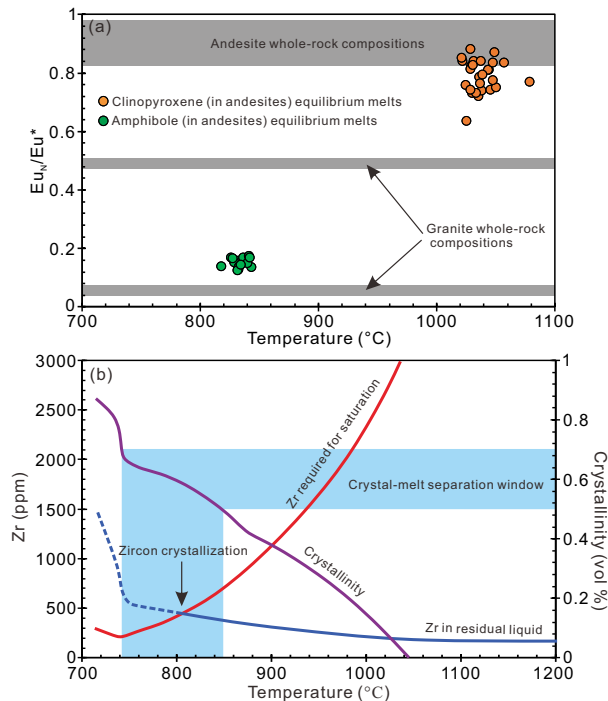 (a)
1
0.8
0.6
0.4
0.2
0
Eu_N/Eu*
Andesite whole-rock compositions
Clinopyroxene (in andesites) equilibrium melts
Amphibole (in andesites) equilibrium melts
Granite whole-rock
compositions
700 800 900 1000 1100
Temperature (°C)
(b)
3000
2500
2000
1500
1000
500
0
Zr (ppm)
1
0.8
0.6
0.4
0.2
0
Crystallinity (vol %)
Zr required for saturation
Crystal-melt separation window
Zircon crystallization
Crystallinity
Zr in residual liquid
700 800 900 1000 1100 1200
Temperature (°C)